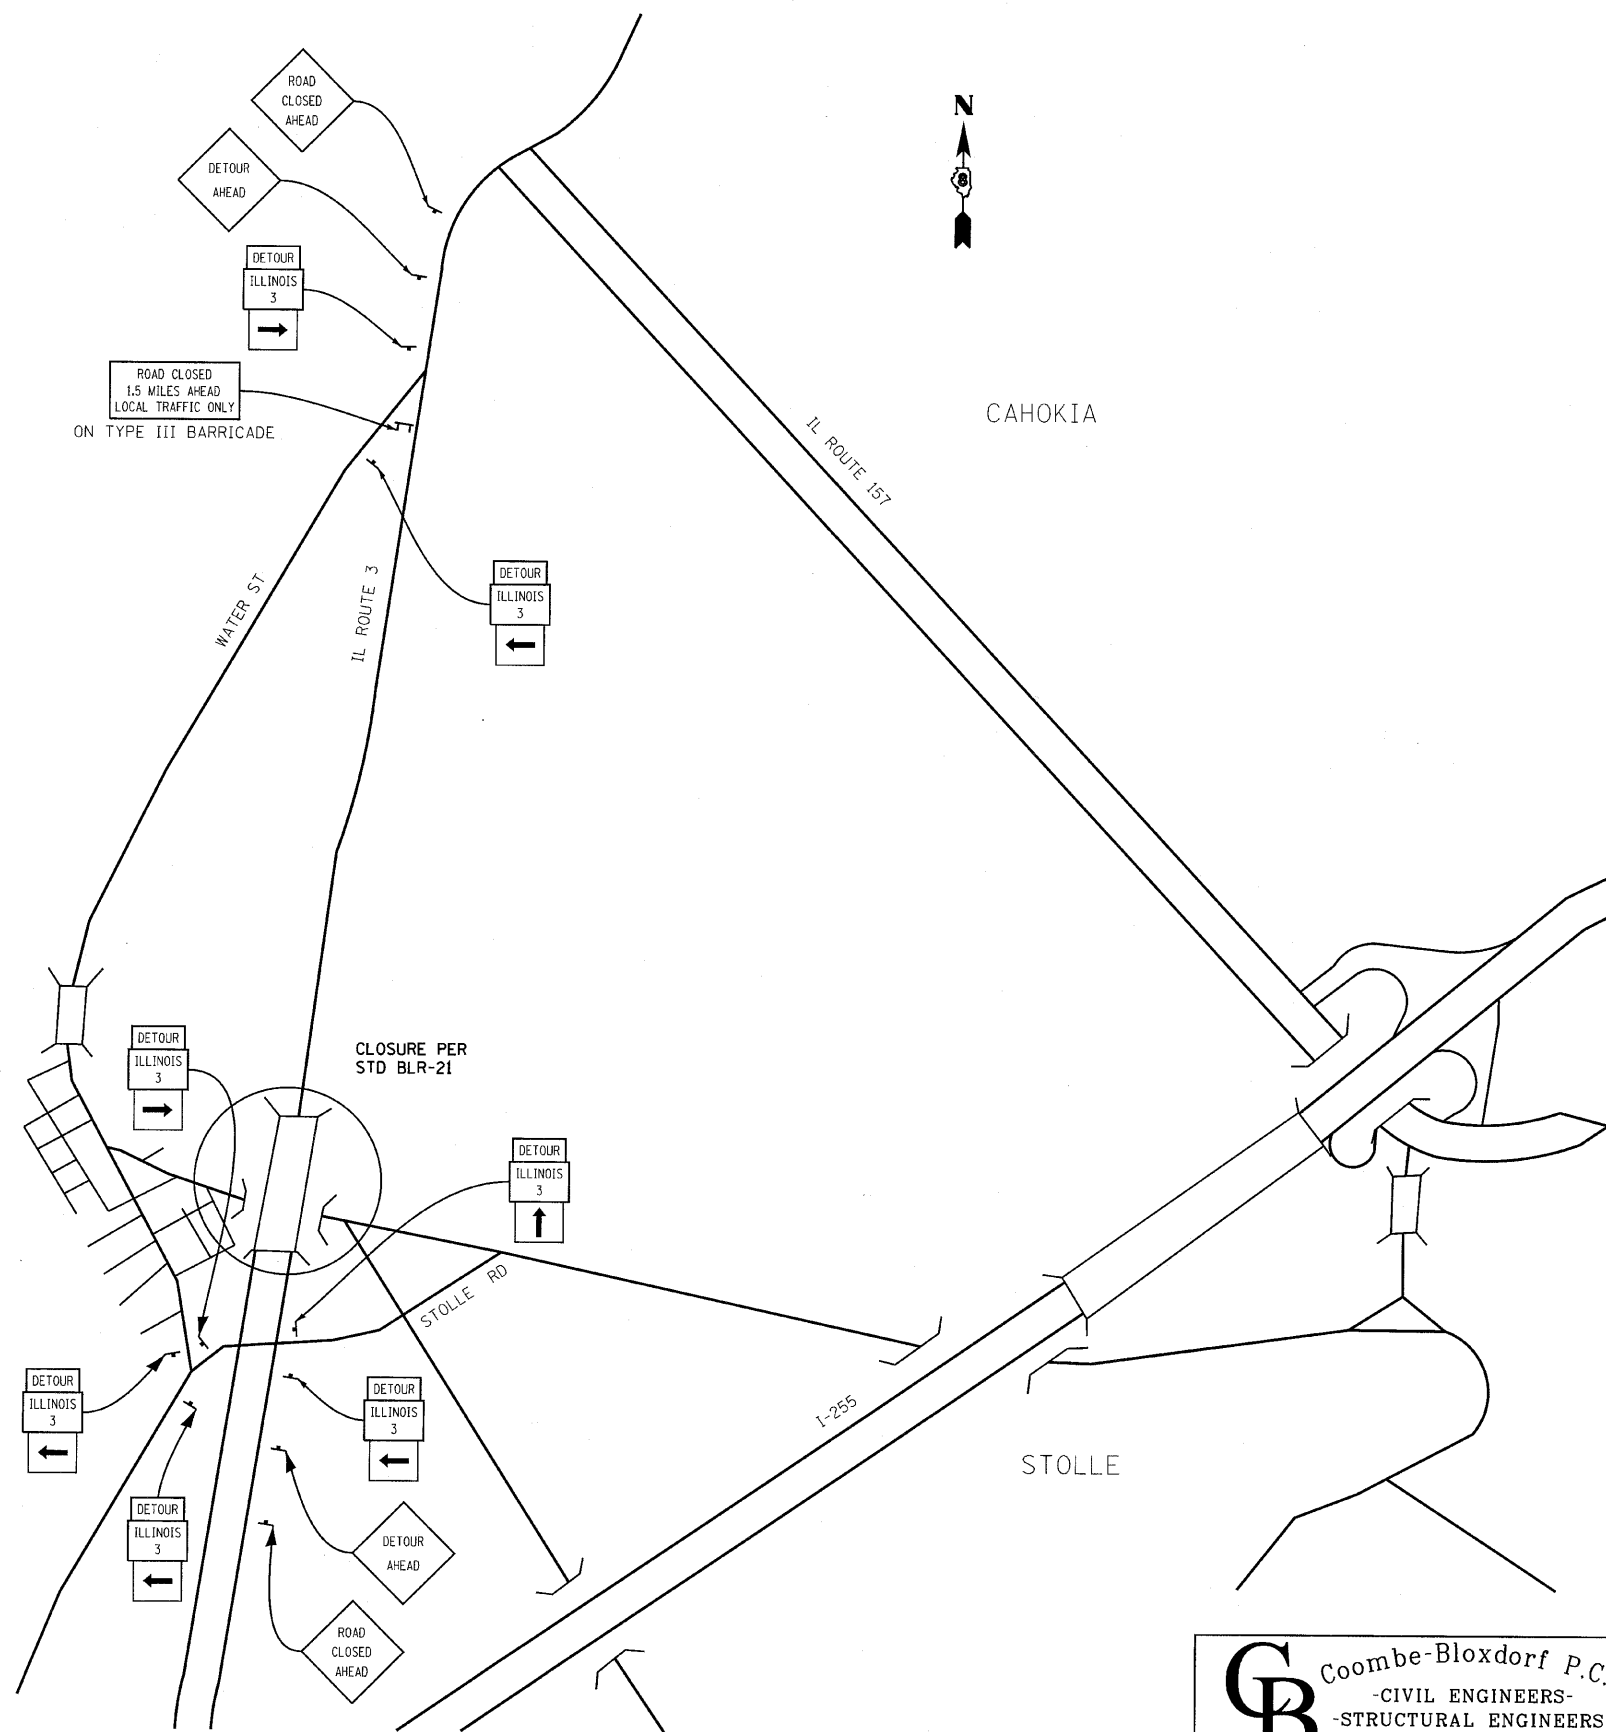 ROAD
CLOSED
AHEAD
N
8
DETOUR
AHEAD
DETOUR
ILLINOIS
3
ROAD CLOSED
1.5 MILES AHEAD
LOCAL TRAFFIC ONLY
ON TYPE III BARRICADE
CAHOKIA
IL ROUTE 157
DETOUR
ILLINOIS
3
WATER ST
IL ROUTE 3
DETOUR
ILLINOIS
3
CLOSURE PER
STD BLR-21
DETOUR
ILLINOIS
3
STOLLE RD
DETOUR
ILLINOIS
3
DETOUR
ILLINOIS
3
I-255
STOLLE
DETOUR
ILLINOIS
3
DETOUR
AHEAD
ROAD
CLOSED
AHEAD
CB
Coombe-Bloxdorf P.C.
-CIVIL ENGINEERS-
-STRUCTURAL ENGINEERS